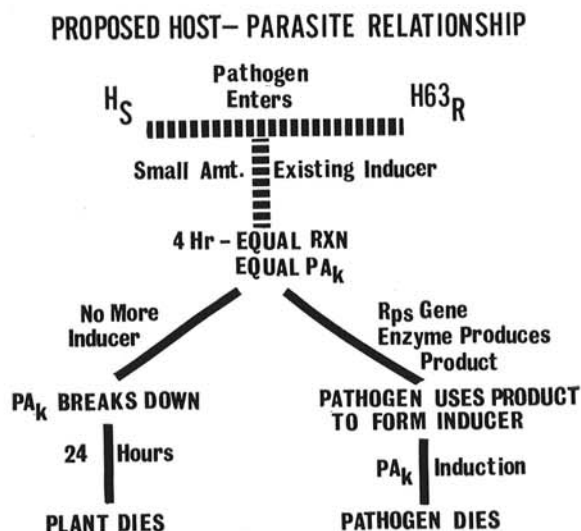 PROPOSED HOST–PARASITE RELATIONSHIP
Pathogen
Enters
HS
H63R
Small Amt.
Existing Inducer
4 Hr – EQUAL RXN
EQUAL PAk
No More
Inducer
Rps Gene
Enzyme Produces
Product
PAk BREAKS DOWN
PATHOGEN USES PRODUCT
TO FORM INDUCER
24 Hours
PAk Induction
PLANT DIES
PATHOGEN DIES